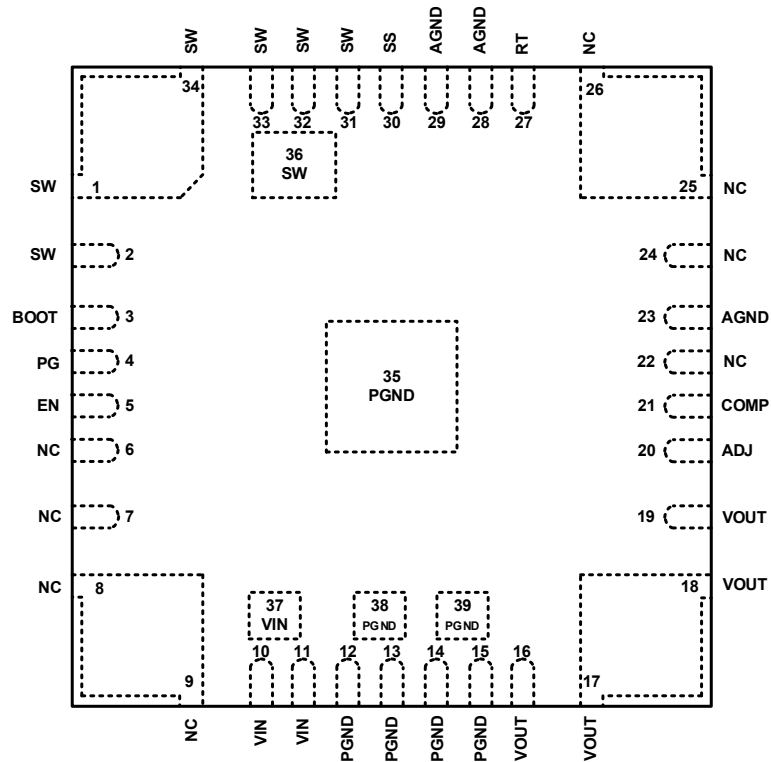 SW SW SW SW SS AGND AGND RT NC
34 33 32 31 30 29 28 27 26
36
SW
SW 1 25 NC
SW 2 24 NC
BOOT 3 23 AGND
PG 4 22 NC
EN 5 21 COMP
NC 6 20 ADJ
35
PGND
NC 7 19 VOUT
NC 8 18 VOUT
37 38 39
VIN PGND PGND
9 10 11 12 13 14 15 16 17
NC VIN VIN PGND PGND PGND PGND VOUT VOUT